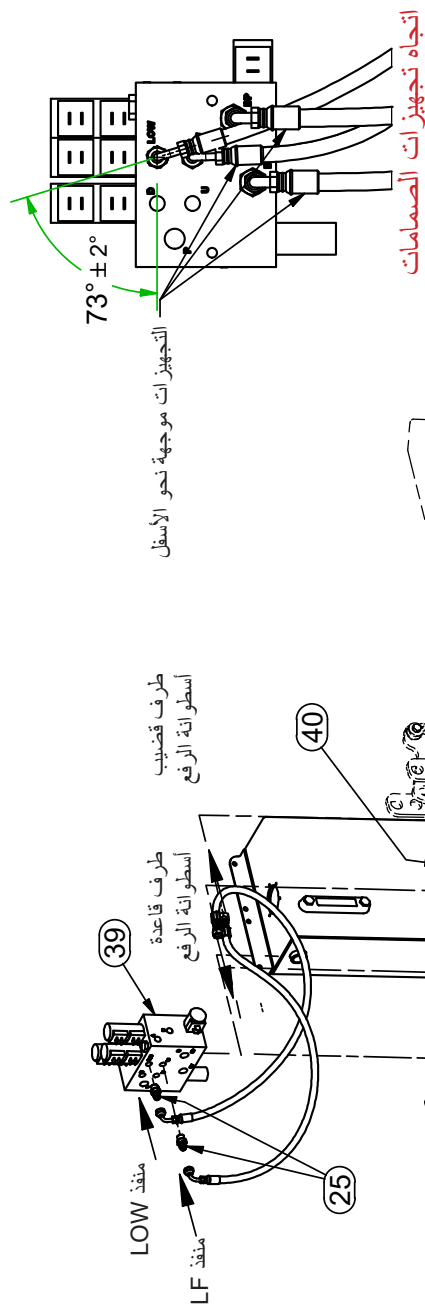 منفذ LF
منفذ LOW
25
39
طرف قاعدة
أسطوانة الرفع
طرف قضيب
أسطوانة الرفع
40
التجهيزات موجهة نحو الأسفل
73° ± 2°
D
U
P
LOW
اتجاه تجهيزات الصمامات